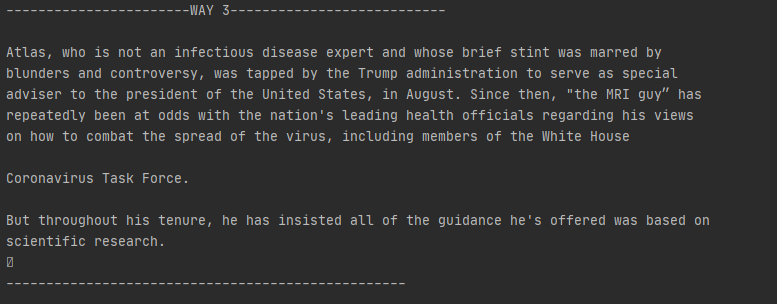 -----------------------WAY 3---------------------------
Atlas, who is not an infectious disease expert and whose brief stint was marred by
blunders and controversy, was tapped by the Trump administration to serve as special
adviser to the president of the United States, in August. Since then, "the MRI guy” has
repeatedly been at odds with the nation's leading health officials regarding his views
on how to combat the spread of the virus, including members of the White House
Coronavirus Task Force.
But throughout his tenure, he has insisted all of the guidance he's offered was based on
scientific research.
--------------------------------------------------